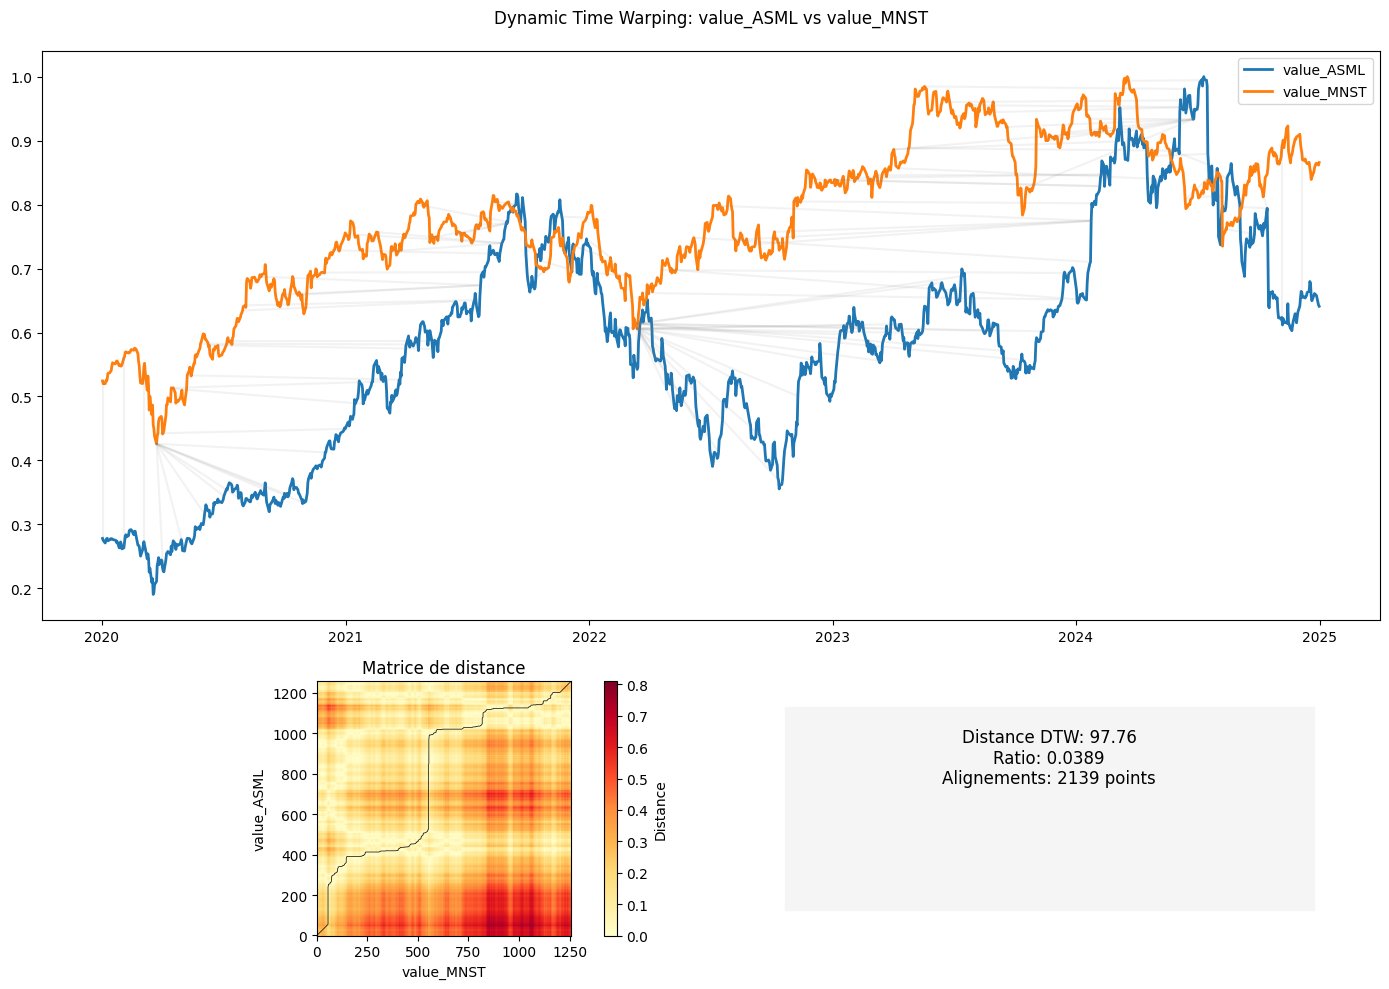 Dynamic Time Warping: value_ASML vs value_MNST
value_ASML
value_MNST
1.0
0.9
0.8
0.7
0.6
0.5
0.4
0.3
0.2
2020 2021 2022 2023 2024 2025
Matrice de distance
value_ASML
1200
1000
800
600
400
200
0
0 250 500 750 1000 1250
value_MNST
0.8
0.7
0.6
0.5
0.4
0.3
0.2
0.1
0.0
Distance
Distance DTW: 97.76
Ratio: 0.0389
Alignements: 2139 points